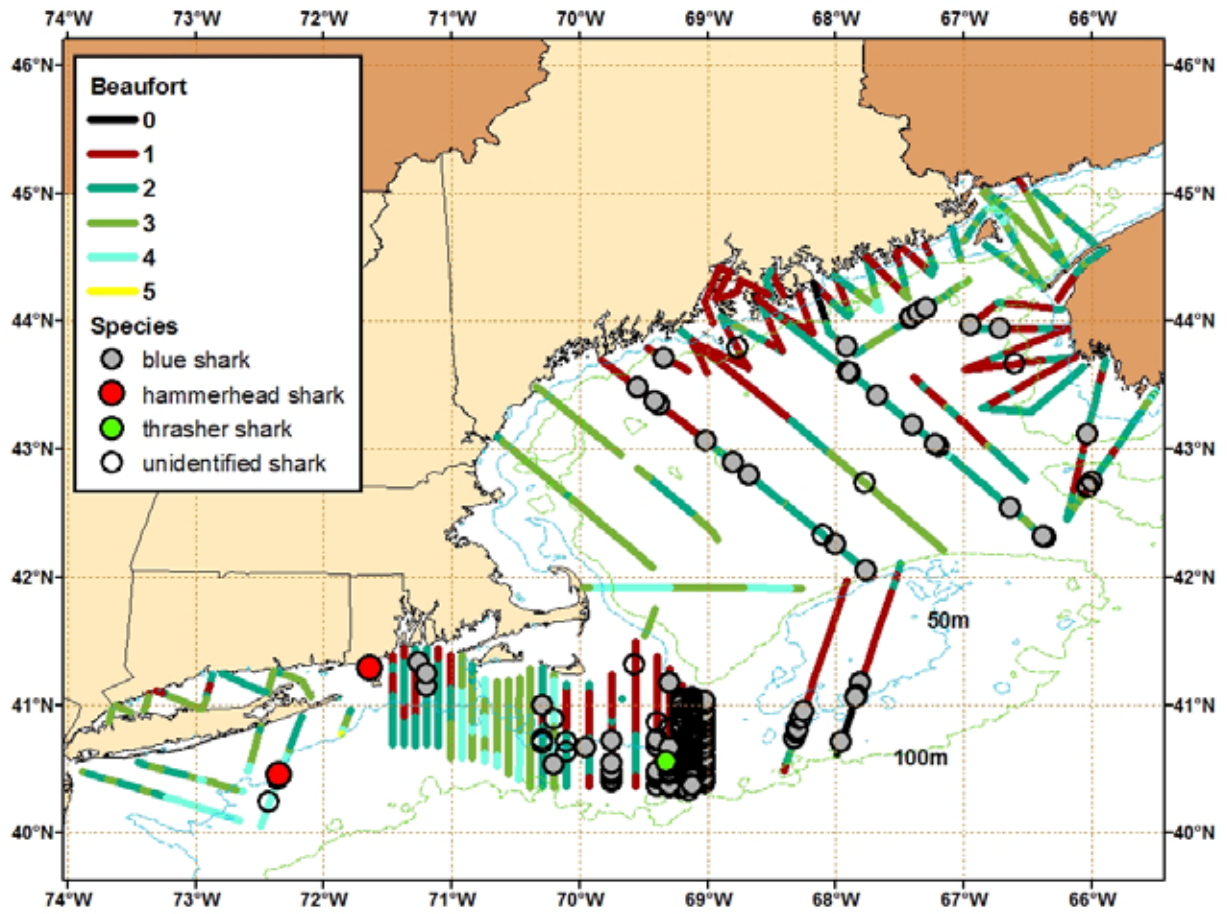 74°W 73°W 72°W 71°W 70°W 69°W 68°W 67°W 66°W
46°N 46°N
Beaufort
0
1
2
3
4
5
Species
blue shark
hammerhead shark
thrasher shark
unidentified shark
45°N 45°N
44°N 44°N
43°N 43°N
42°N 42°N
50m
41°N 41°N
100m
40°N 40°N
74°W 73°W 72°W 71°W 70°W 69°W 68°W 67°W 66°W